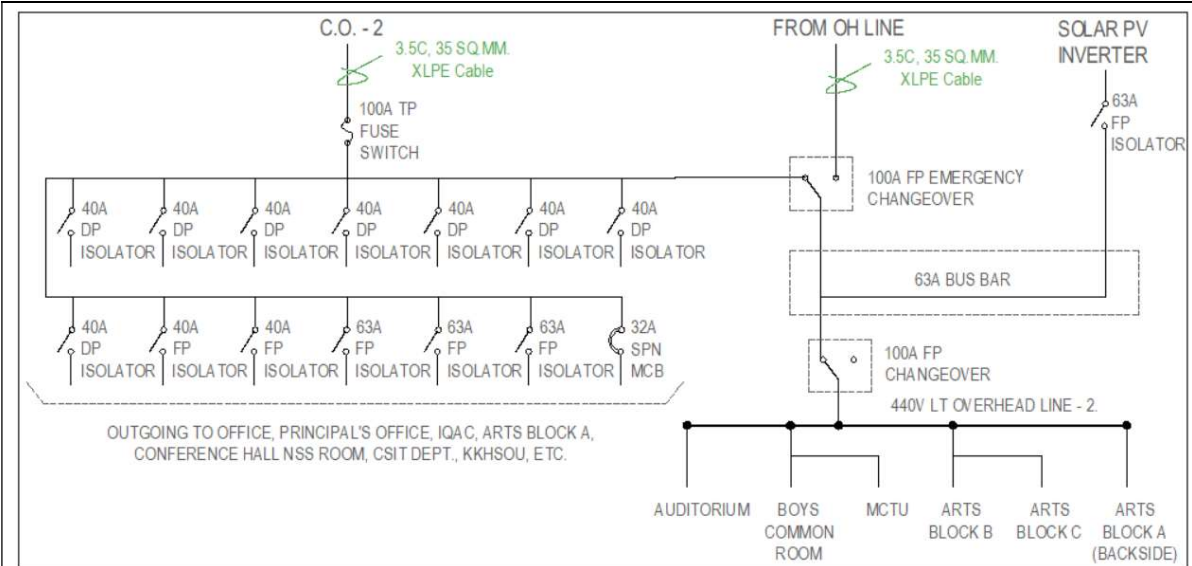 C.O. - 2
3.5C, 35 SQ.MM.
XLPE Cable
100A TP
FUSE
SWITCH
FROM OH LINE
3.5C, 35 SQ.MM.
XLPE Cable
SOLAR PV
INVERTER
63A
FP
ISOLATOR
100A FP EMERGENCY
CHANGEOVER
40A
DP
ISOLATOR
40A
DP
ISOLATOR
40A
DP
ISOLATOR
40A
DP
ISOLATOR
40A
DP
ISOLATOR
40A
DP
ISOLATOR
40A
DP
ISOLATOR
63A BUS BAR
40A
DP
ISOLATOR
40A
FP
ISOLATOR
40A
FP
ISOLATOR
63A
FP
ISOLATOR
63A
FP
ISOLATOR
63A
FP
ISOLATOR
32A
SPN
MCB
100A FP
CHANGEOVER
440V LT OVERHEAD LINE - 2.
OUTGOING TO OFFICE, PRINCIPAL'S OFFICE, IQAC, ARTS BLOCK A,
CONFERENCE HALL NSS ROOM, CSIT DEPT., KKHSOU, ETC.
AUDITORIUM
BOYS
COMMON
ROOM
MCTU
ARTS
BLOCK B
ARTS
BLOCK C
ARTS
BLOCK A
(BACKSIDE)